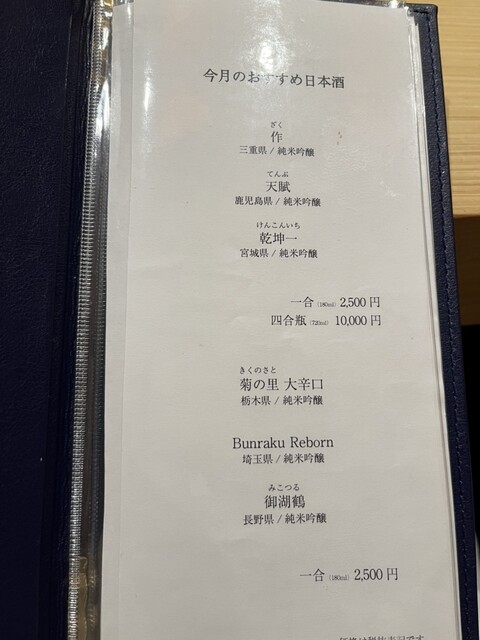 今月のおすすめ日本酒
ざく
作
三重県 / 純米吟醸
てんぶ
天賦
鹿児島県 / 純米吟醸
けんこんいち
乾坤一
宮城県 / 純米吟醸
一合 (180ml) 2,500 円
四合瓶 (720ml) 10,000 円
きくのさと
菊の里 大辛口
栃木県 / 純米吟醸
Bunraku Reborn
埼玉県 / 純米吟醸
みこつる
御湖鶴
長野県 / 純米吟醸
一合 (180ml) 2,500 円